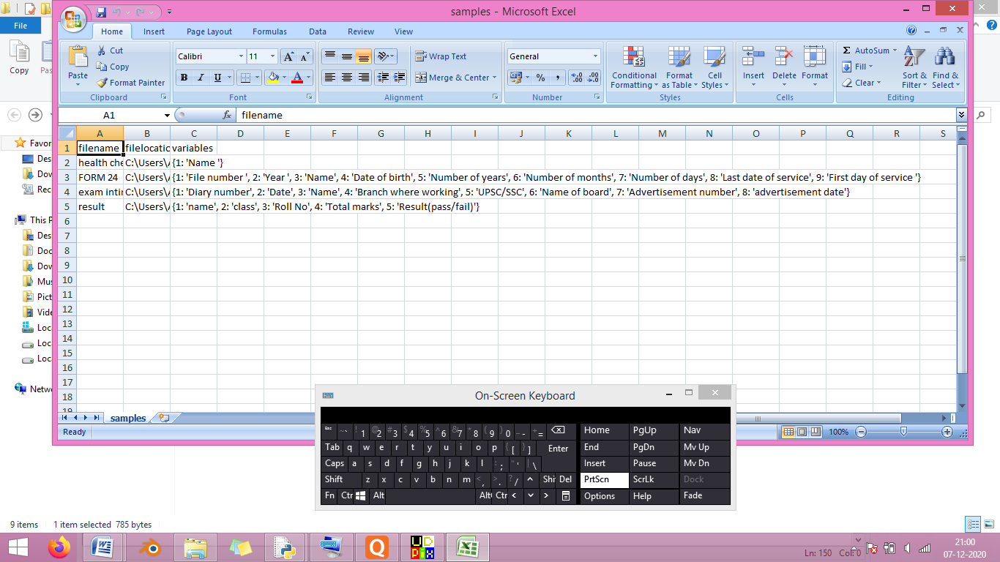 samples - Microsoft Excel
File
Home Insert Page Layout Formulas Data Review View
Copy
Paste
Cut
Copy
Format Painter
Clipboard
Calibri 11
B I U
Font
Wrap Text
Merge & Center
Alignment
General
% ,
Number
Conditional Formatting
Format as Table
Cell Styles
Styles
Insert Delete Format
Cells
AutoSum
Fill
Clear
Sort & Filter
Find & Select
Editing
A1 fx filename
A B C D E F G H I J K L M N O P Q R S
1 filename filelocatic variables
2 health che C:\Users\A {1: 'Name '}
3 FORM 24 C:\Users\A {1: 'File number ', 2: 'Year ', 3: 'Name', 4: 'Date of birth', 5: 'Number of years', 6: 'Number of months', 7: 'Number of days', 8: 'Last date of service', 9: 'First day of service '}
4 exam inti C:\Users\A {1: 'Diary number', 2: 'Date', 3: 'Name', 4: 'Branch where working', 5: 'UPSC/SSC', 6: 'Name of board', 7: 'Advertisement number', 8: 'advertisement date'}
5 result C:\Users\A {1: 'name', 2: 'class', 3: 'Roll No', 4: 'Total marks', 5: 'Result(pass/fail)'}
6
7
8
9
10
11
12
13
14
15
16
17
18
19
Favor
Des
Dov
Rec
This P
Des
Doc
Dov
Mus
Pict
Vide
Loc
Loc
Loc
Netw
samples
Ready
100%
On-Screen Keyboard
Esc ~ ` ! 1 @ 2 # 3 $ 4 % 5 ^ 6 & 7 * 8 ( 9 ) 0 _ - + = Home PgUp Nav
Tab q w e r t y u i o p { [ } ] Enter End PgDn Mv Up
Caps a s d f g h j k l : ; " ' | \ Insert Pause Mv Dn
Shift z x c v b n m < , > . ? / Shi Del PrtScn ScrLk Dock
Fn Ctr Alt Alt Ctr Options Help Fade
9 items 1 item selected 785 bytes
Ln: 150 Col: 0
21:00
07-12-2020